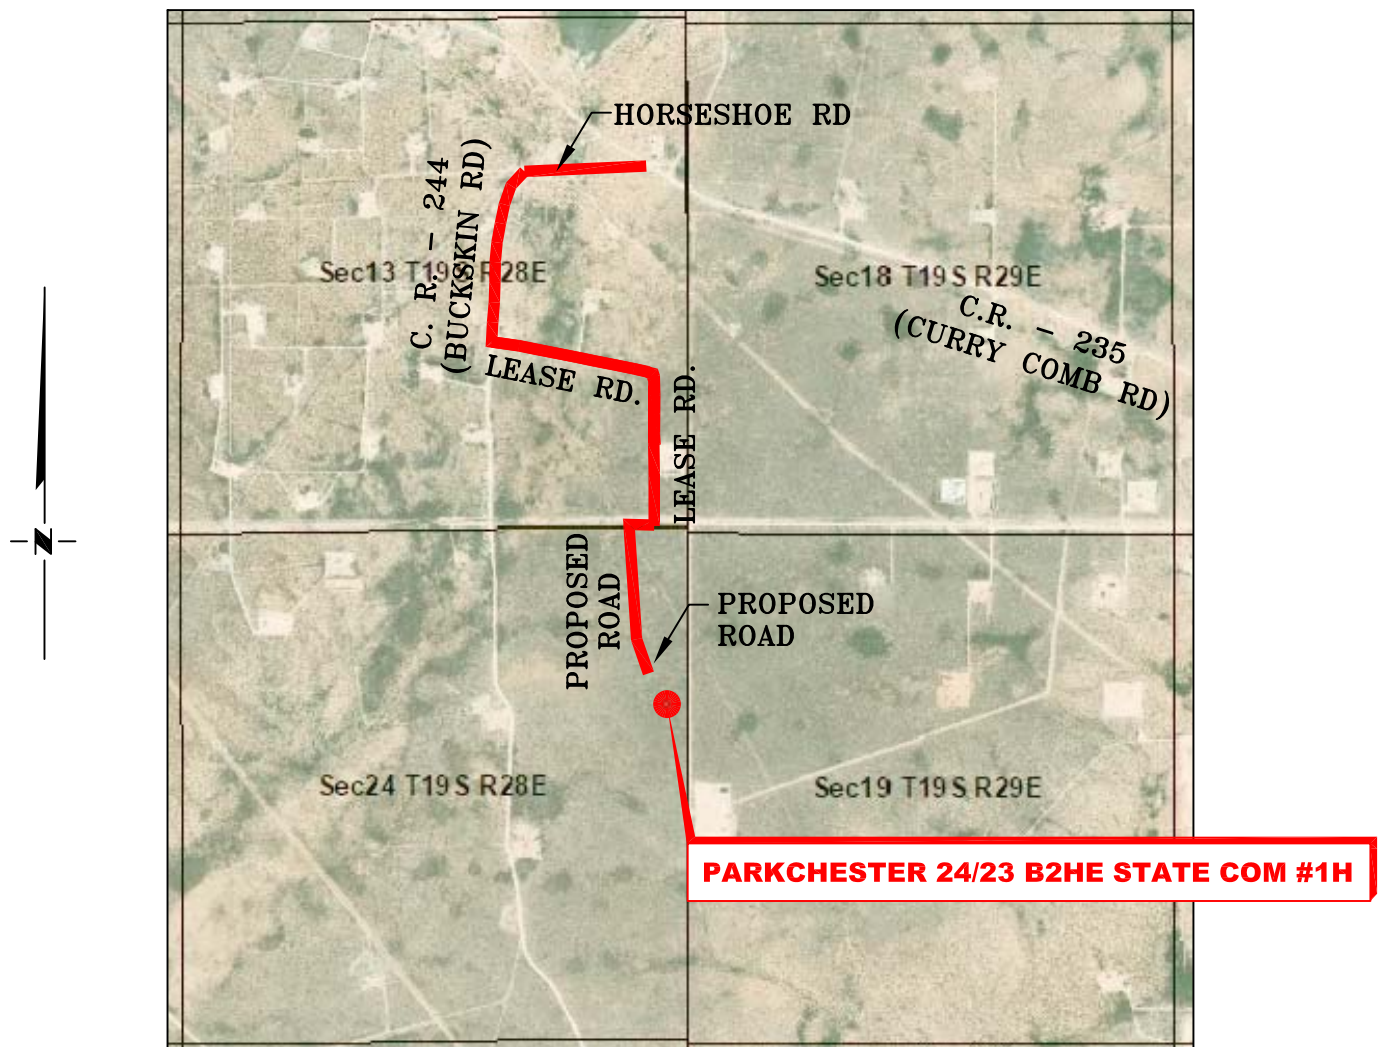 HORSESHOE RD
C. R. - 244
(BUCKSKIN RD)
Sec13 T19S R28E
Sec18 T19S R29E
C.R. - 235
(CURRY COMB RD)
LEASE RD.
LEASE RD.
N
PROPOSED
ROAD
PROPOSED
ROAD
Sec24 T19S R28E
Sec19 T19S R29E
PARKCHESTER 24/23 B2HE STATE COM #1H